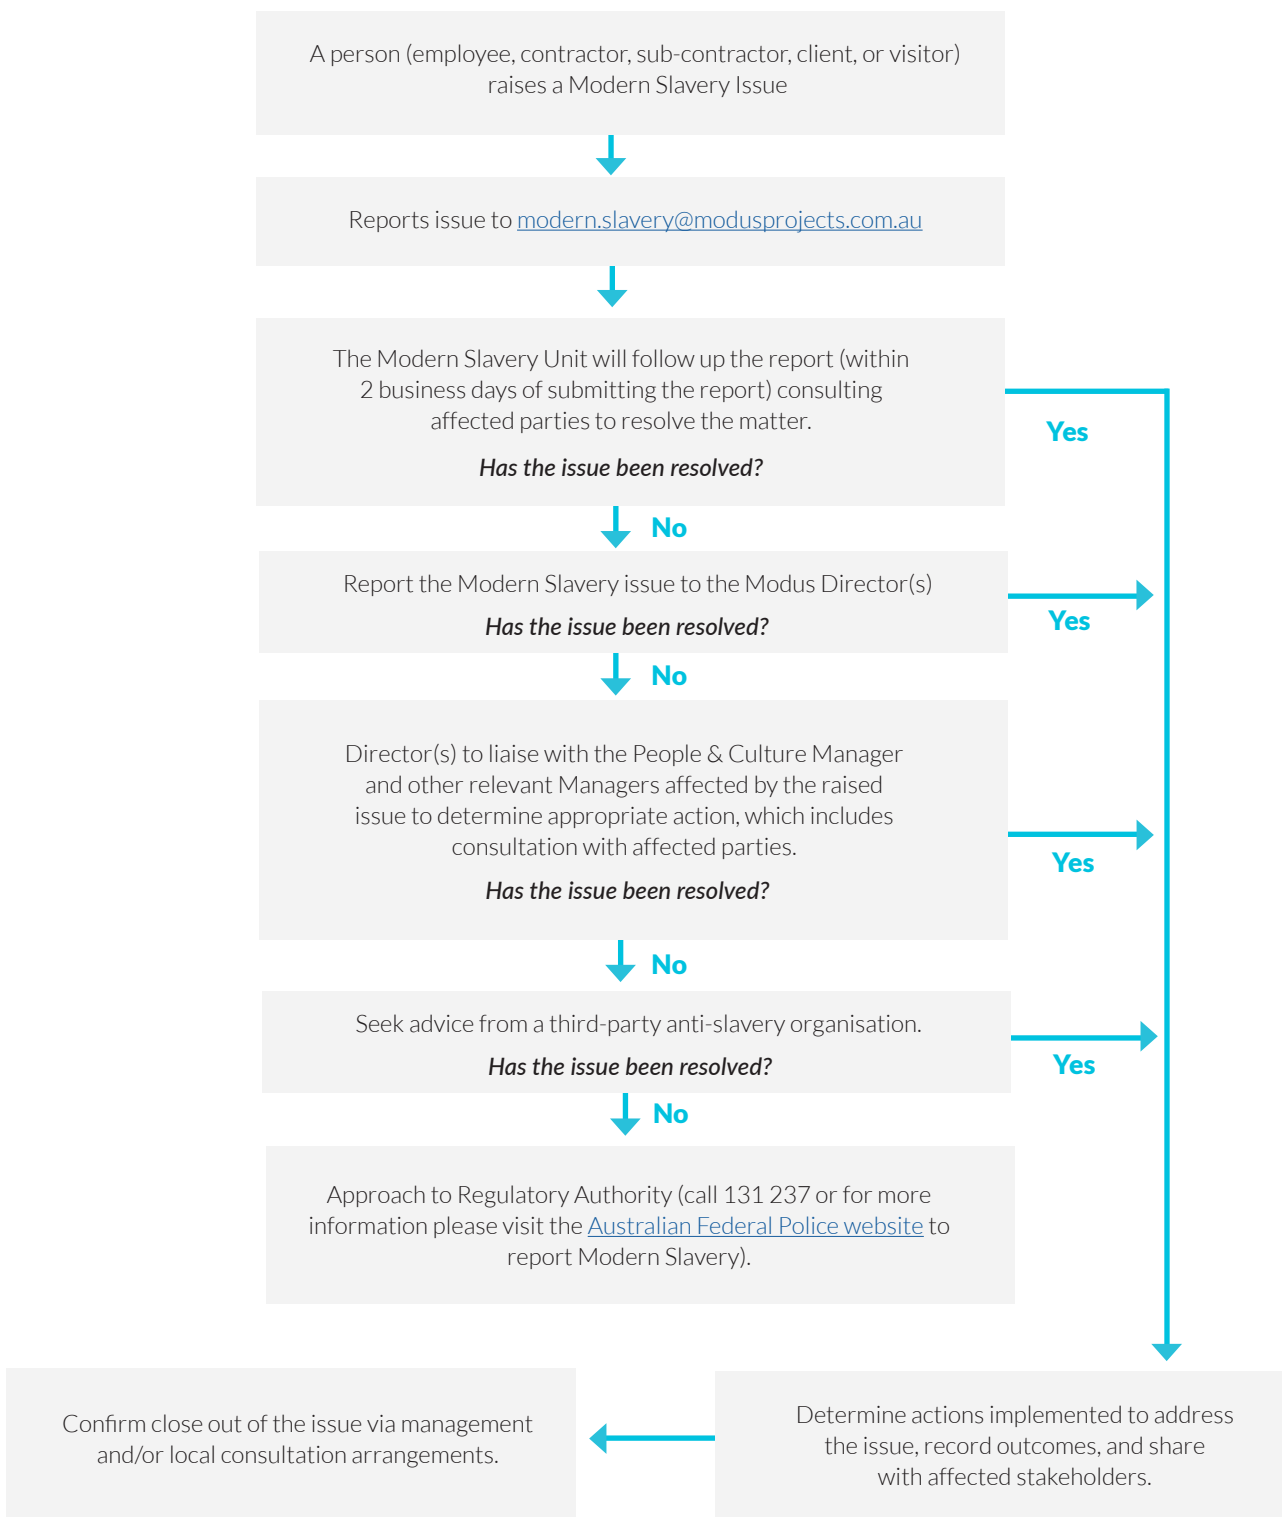 A person (employee, contractor, sub-contractor, client, or visitor)
raises a Modern Slavery Issue
Reports issue to modern.slavery@modusprojects.com.au
The Modern Slavery Unit will follow up the report (within
2 business days of submitting the report) consulting
affected parties to resolve the matter.
Has the issue been resolved?
Yes
No
Report the Modern Slavery issue to the Modus Director(s)
Has the issue been resolved?
Yes
No
Director(s) to liaise with the People & Culture Manager
and other relevant Managers affected by the raised
issue to determine appropriate action, which includes
consultation with affected parties.
Has the issue been resolved?
Yes
No
Seek advice from a third-party anti-slavery organisation.
Has the issue been resolved?
Yes
No
Approach to Regulatory Authority (call 131 237 or for more
information please visit the Australian Federal Police website to
report Modern Slavery).
Determine actions implemented to address
the issue, record outcomes, and share
with affected stakeholders.
Confirm close out of the issue via management
and/or local consultation arrangements.